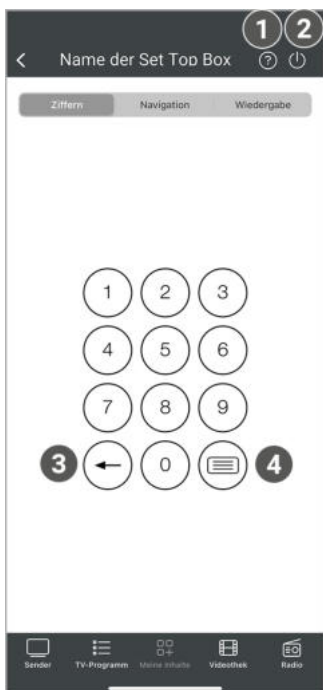 1 2
Name der Set Top Box ?
Ziffern Navigation Wiedergabe
1 2 3
4 5 6
7 8 9
3 0 4
Sender TV-Programm Meine Inhalte Videothek Radio